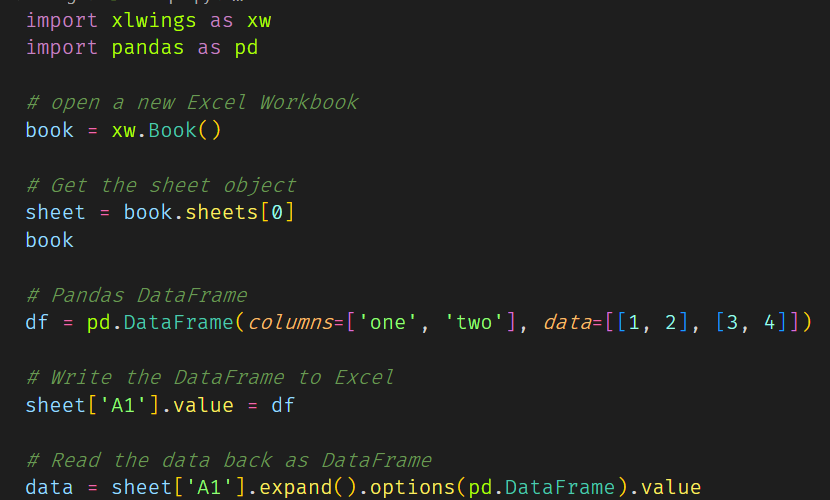 import xlwings as xw
import pandas as pd
# open a new Excel Workbook
book = xw.Book()
# Get the sheet object
sheet = book.sheets[0]
book
# Pandas DataFrame
df = pd.DataFrame(columns=['one', 'two'], data=[[1, 2], [3, 4]])
# Write the DataFrame to Excel
sheet['A1'].value = df
# Read the data back as DataFrame
data = sheet['A1'].expand().options(pd.DataFrame).value